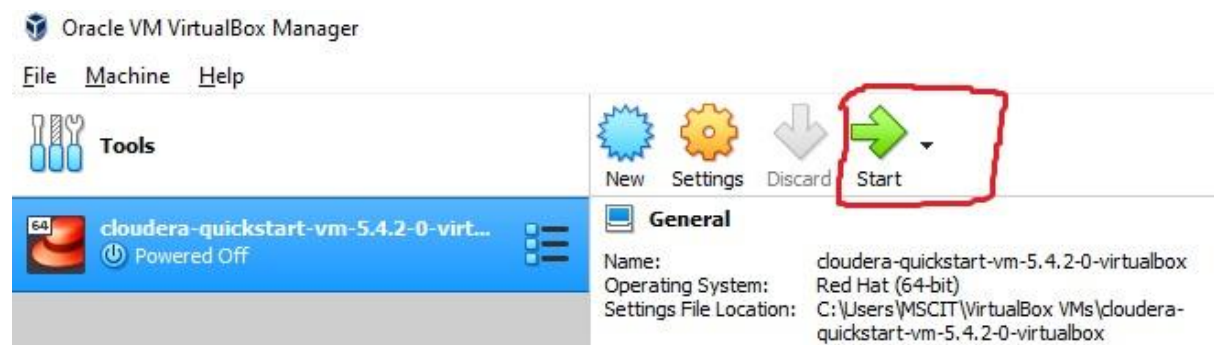 Oracle VM VirtualBox Manager
File Machine Help
Tools
New Settings Discard Start
64
cloudera-quickstart-vm-5.4.2-0-virt...
Powered Off
General
Name: cloudera-quickstart-vm-5.4.2-0-virtualbox
Operating System: Red Hat (64-bit)
Settings File Location: C:\Users\MSCIT\VirtualBox VMs\cloudera-
quickstart-vm-5.4.2-0-virtualbox